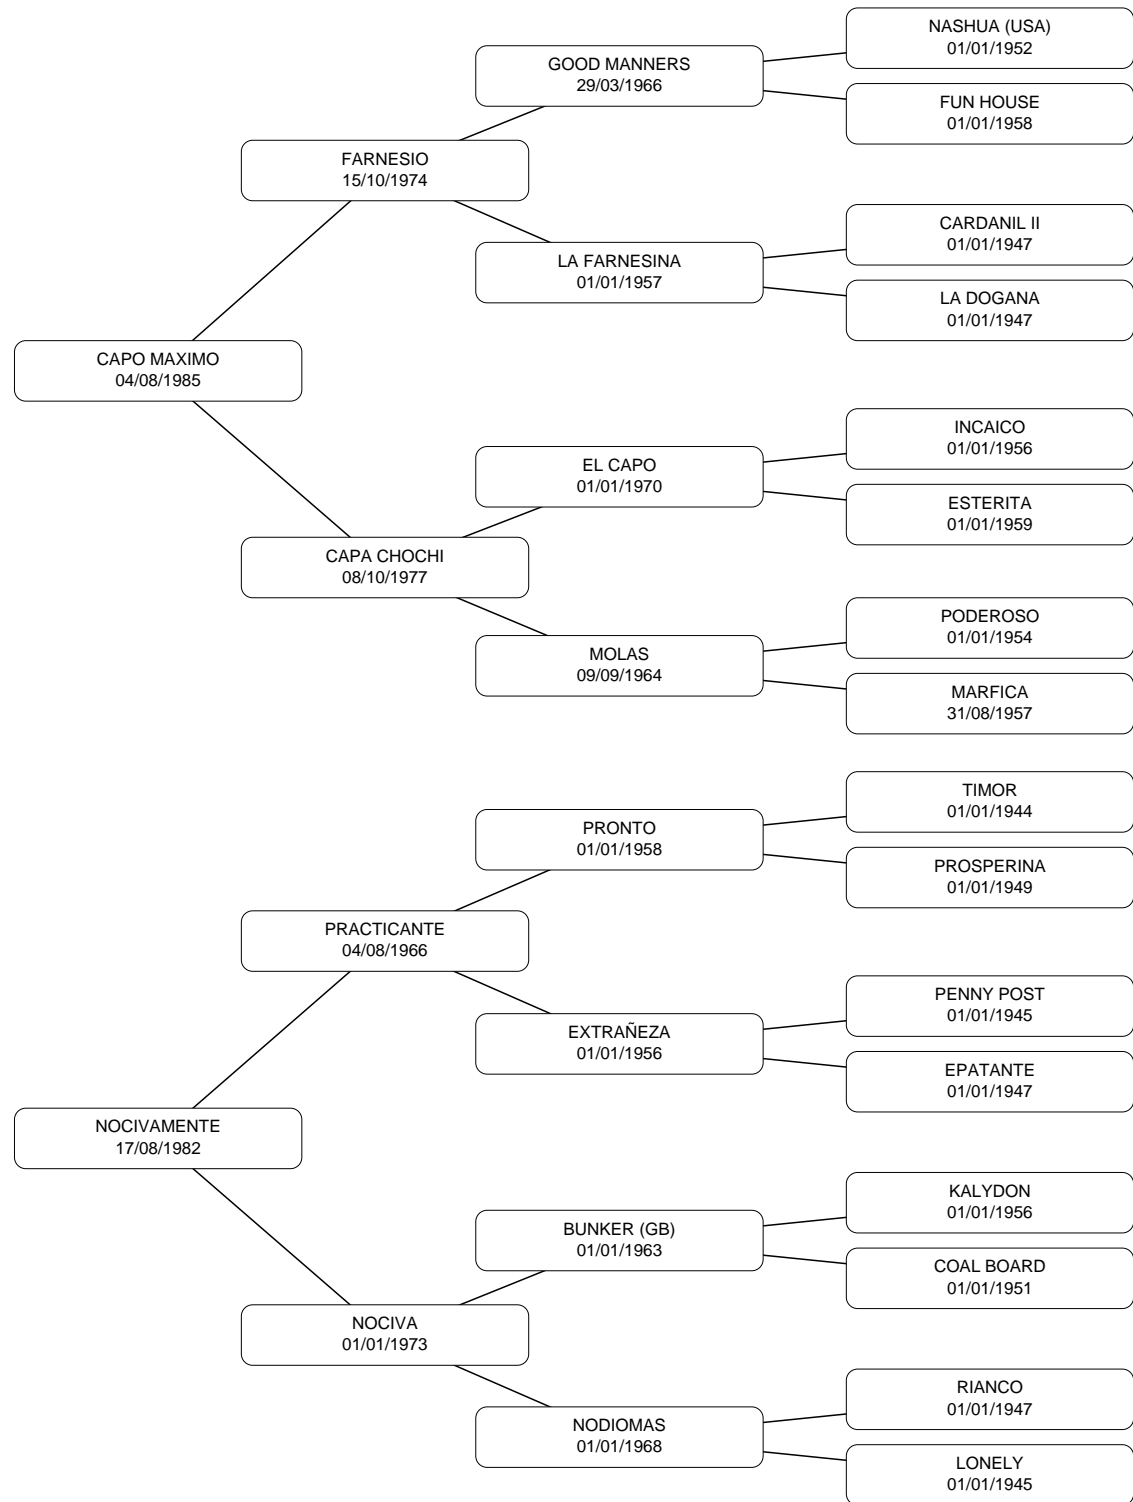 NASHUA (USA)
01/01/1952
GOOD MANNERS
29/03/1966
FUN HOUSE
01/01/1958
FARNESIO
15/10/1974
CARDANIL II
01/01/1947
LA FARNESINA
01/01/1957
LA DOGANA
01/01/1947
CAPO MAXIMO
04/08/1985
INCAICO
01/01/1956
EL CAPO
01/01/1970
ESTERITA
01/01/1959
CAPA CHOCHI
08/10/1977
PODEROSO
01/01/1954
MOLAS
09/09/1964
MARFICA
31/08/1957
TIMOR
01/01/1944
PRONTO
01/01/1958
PROSPERINA
01/01/1949
PRACTICANTE
04/08/1966
PENNY POST
01/01/1945
EXTRAÑEZA
01/01/1956
EPATANTE
01/01/1947
NOCIVAMENTE
17/08/1982
KALYDON
01/01/1956
BUNKER (GB)
01/01/1963
COAL BOARD
01/01/1951
NOCIVA
01/01/1973
RIANCO
01/01/1947
NODIOMAS
01/01/1968
LONELY
01/01/1945